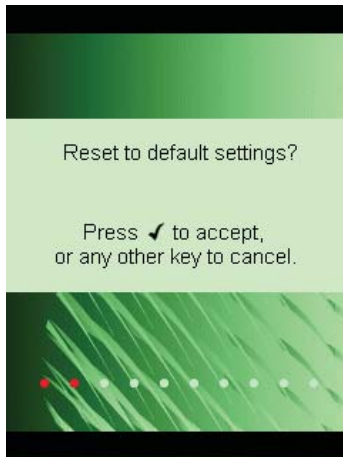 Reset to default settings?
Press ✓ to accept,
or any other key to cancel.